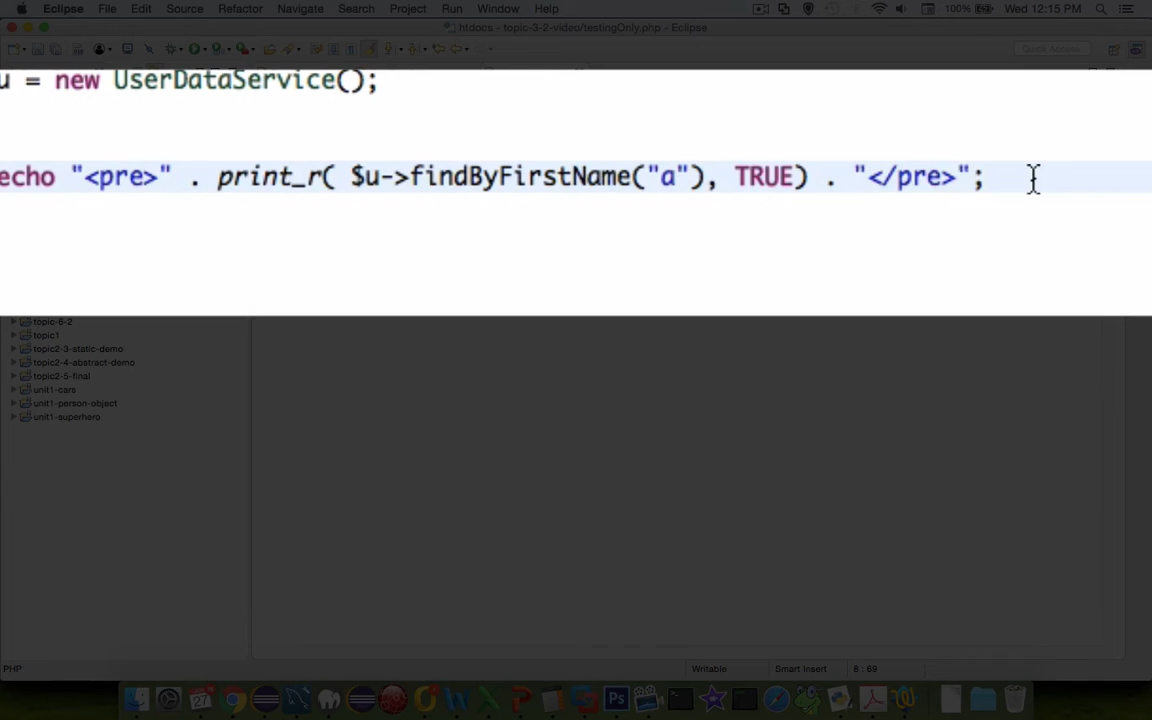 Eclipse File Edit Source Refactor Navigate Search Project Run Window Help 100% Wed 12:15 PM
htdocs - topic-3-2-video/testingOnly.php - Eclipse
Quick Access
u = new UserDataService();
echo "<pre>" . print_r( $u->findByFirstName("a"), TRUE) . "</pre>";
topic-6-2
topic1
topic2-3-static-demo
topic2-4-abstract-demo
topic2-5-final
unit1-cars
unit1-person-object
unit1-superhero
PHP Writable Smart Insert 8 : 69